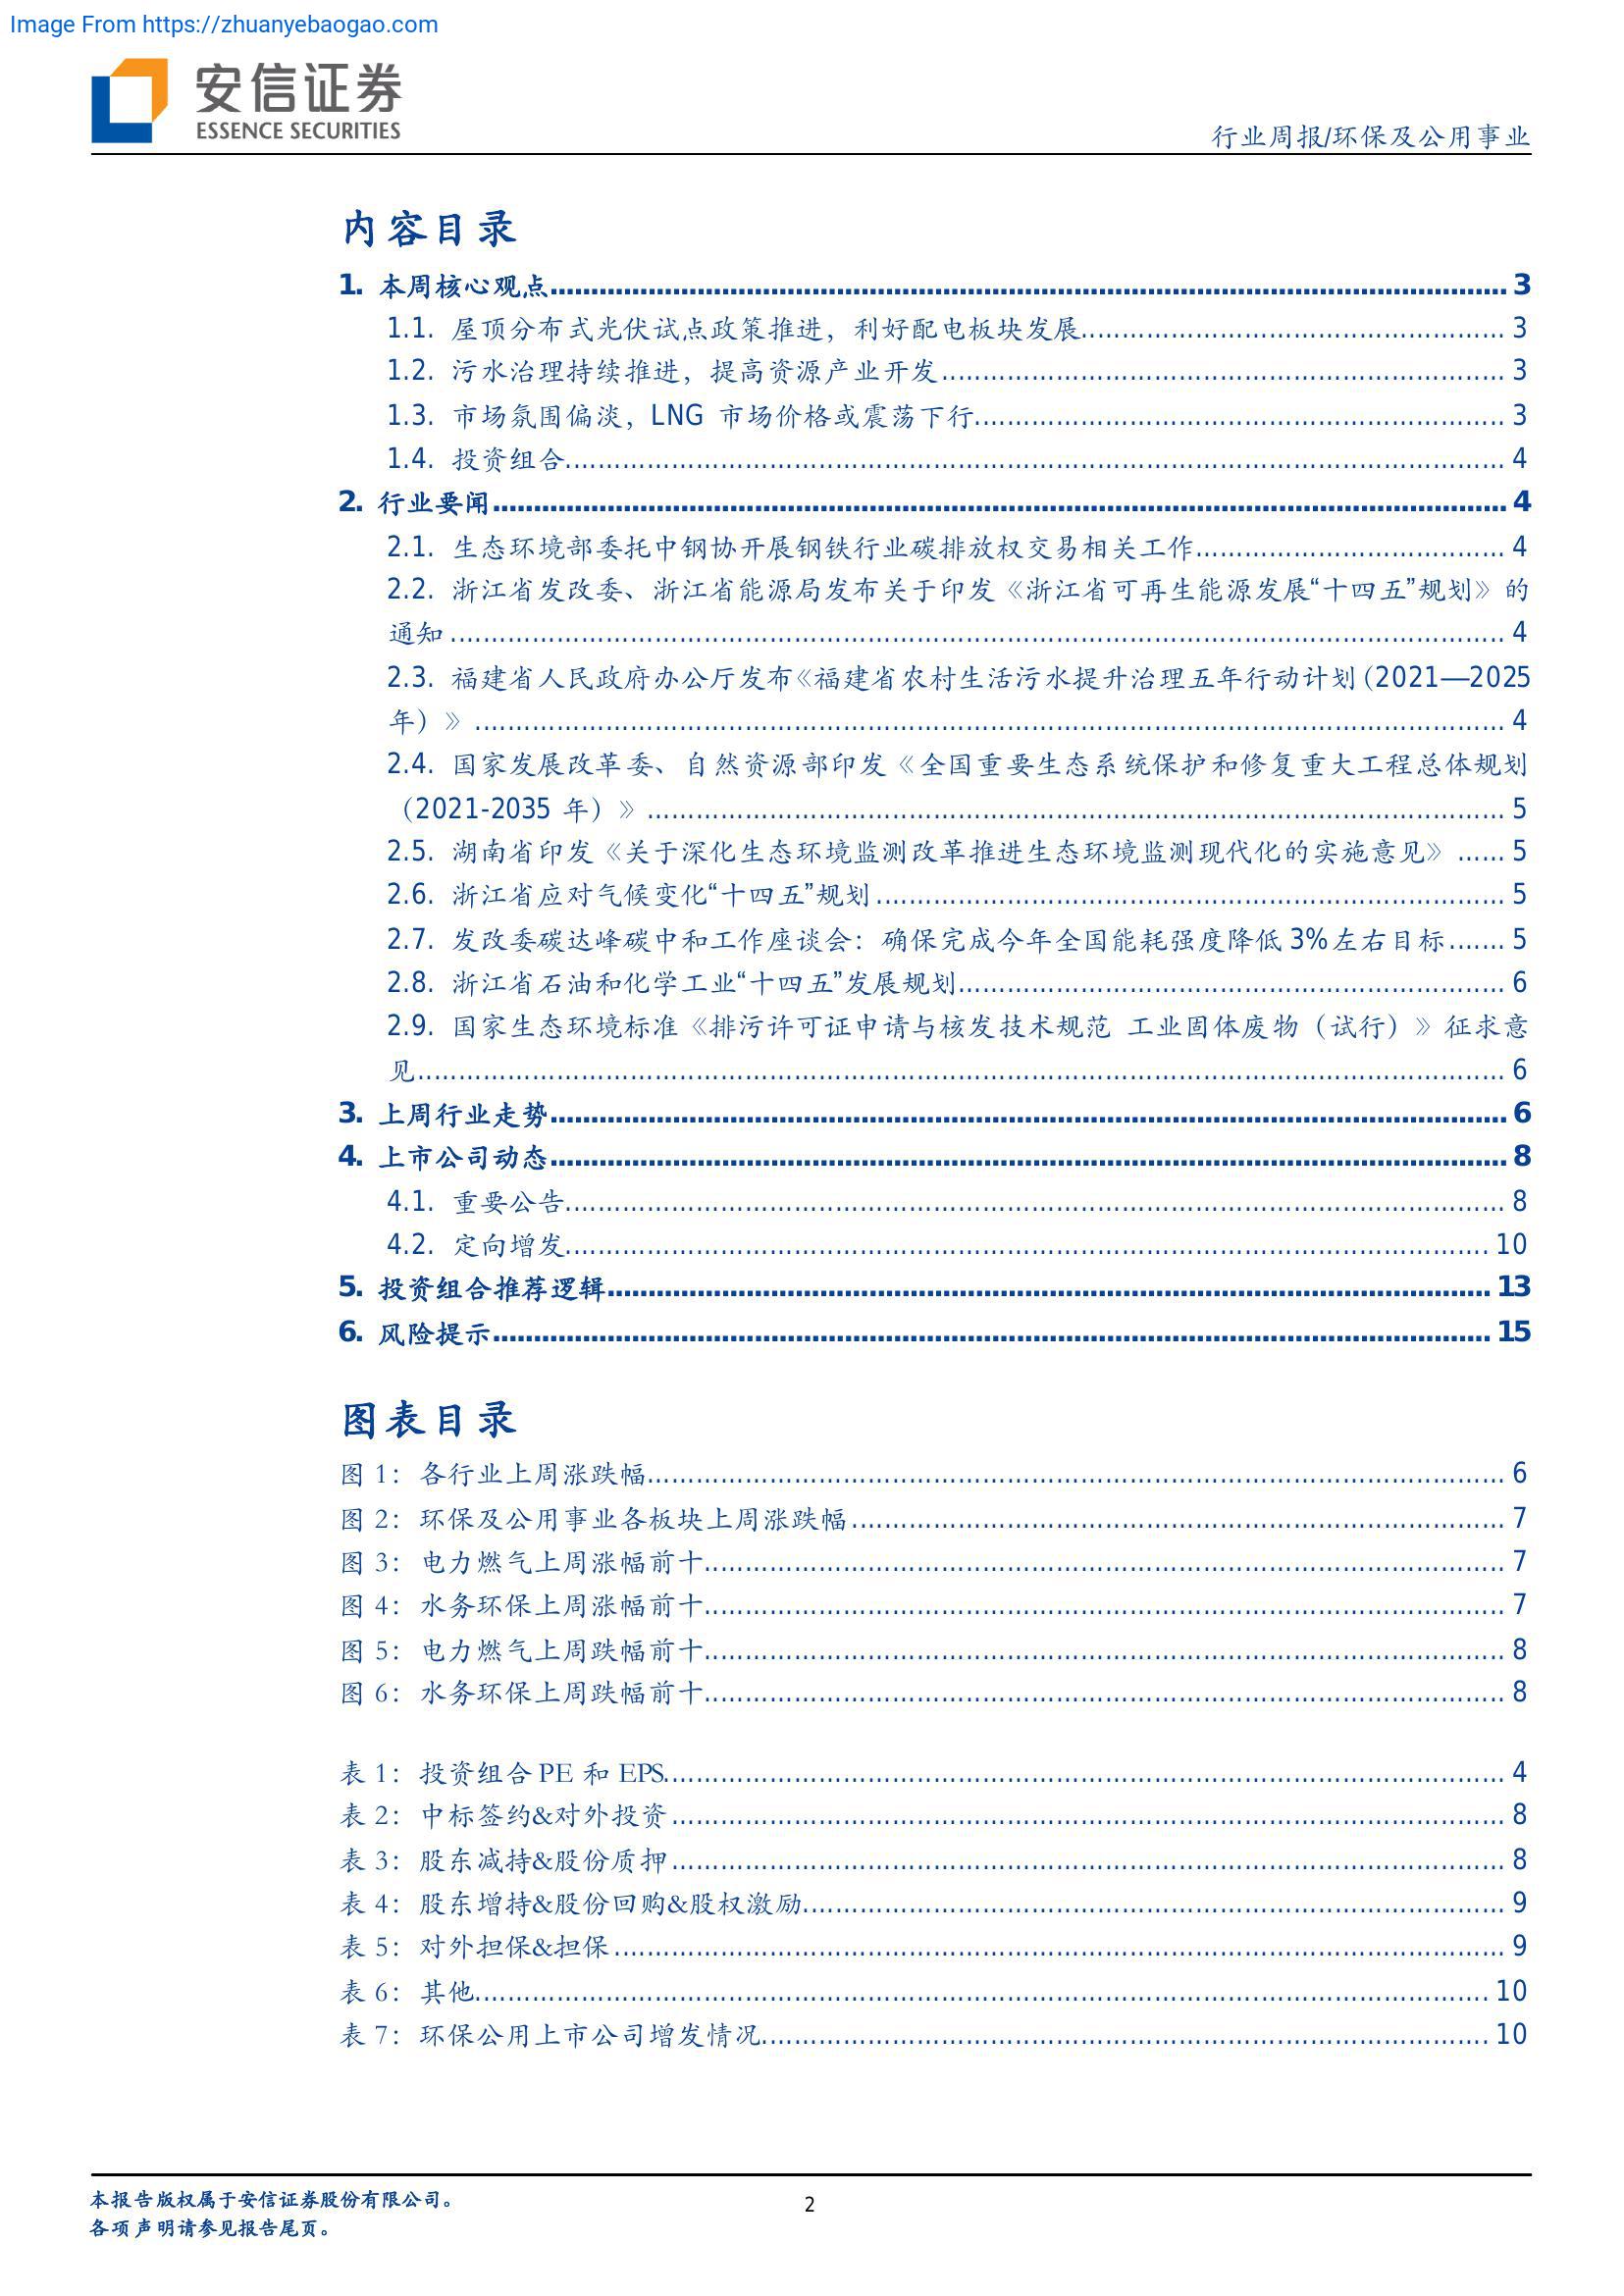 Image From https://zhuanyebaogao.com
安信证券
ESSENCE SECURITIES
行业周报/环保及公用事业
内容目录
1. 本周核心观点 3
1.1. 屋顶分布式光伏试点政策推进，利好配电板块发展 3
1.2. 污水治理持续推进，提高资源产业开发 3
1.3. 市场氛围偏淡，LNG 市场价格或震荡下行 3
1.4. 投资组合 4
2. 行业要闻 4
2.1. 生态环境部委托中钢协开展钢铁行业碳排放权交易相关工作 4
2.2. 浙江省发改委、浙江省能源局发布关于印发《浙江省可再生能源发展“十四五”规划》的
通知 4
2.3. 福建省人民政府办公厅发布《福建省农村生活污水提升治理五年行动计划（2021—2025
年）》 4
2.4. 国家发展改革委、自然资源部印发《全国重要生态系统保护和修复重大工程总体规划
（2021-2035 年）》 5
2.5. 湖南省印发《关于深化生态环境监测改革推进生态环境监测现代化的实施意见》 5
2.6. 浙江省应对气候变化“十四五”规划 5
2.7. 发改委碳达峰碳中和工作座谈会：确保完成今年全国能耗强度降低 3%左右目标 5
2.8. 浙江省石油和化学工业“十四五”发展规划 6
2.9. 国家生态环境标准《排污许可证申请与核发技术规范 工业固体废物（试行）》征求意
见 6
3. 上周行业走势 6
4. 上市公司动态 8
4.1. 重要公告 8
4.2. 定向增发 10
5. 投资组合推荐逻辑 13
6. 风险提示 15
图表目录
图 1：各行业上周涨跌幅 6
图 2：环保及公用事业各板块上周涨跌幅 7
图 3：电力燃气上周涨幅前十 7
图 4：水务环保上周涨幅前十 7
图 5：电力燃气上周跌幅前十 8
图 6：水务环保上周跌幅前十 8
表 1：投资组合 PE 和 EPS 4
表 2：中标签约&对外投资 8
表 3：股东减持&股份质押 8
表 4：股东增持&股份回购&股权激励 9
表 5：对外担保&担保 9
表 6：其他 10
表 7：环保公用上市公司增发情况 10
本报告版权属于安信证券股份有限公司。
各项声明请参见报告尾页。
2